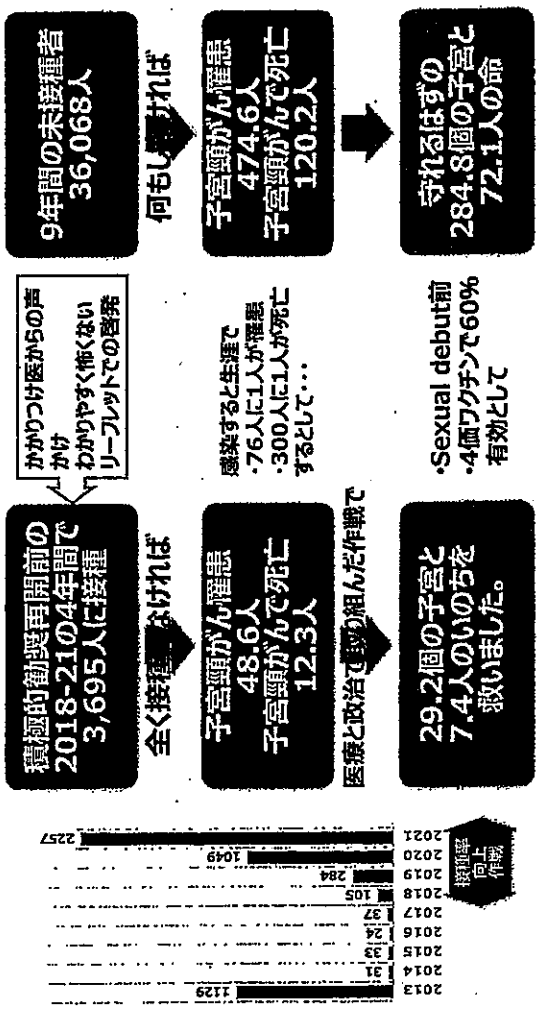 2257
1049
284
105
37
24
33
31
1129
2021
2020
2019
2018
2017
2016
2015
2014
2013
接種率
向上
作戦
積極的勧奨再開前の
2018-21の4年間で
3,695人に接種
全く接種 なければ
子宮頸がん罹患
48.6人
子宮頸がんで死亡
12.3人
医療と政治で取り組んだ作戦で
29.2個の子宮と
7.4人のいのちを
救いました。
かかりつけ医からの声
かけ
わかりやすく怖くない
リーフレットでの啓発
感染すると生涯で
・76人に1人が罹患
・300人に1人が死亡
するとして・・・
・Sexual debut前
・4価ワクチンで60%
有効として
9年間の未接種者
36,068人
何もし ければ
子宮頸がん罹患
474.6人
子宮頸がんで死亡
120.2人
守れるはずの
284.8個の子宮と
72.1人の命